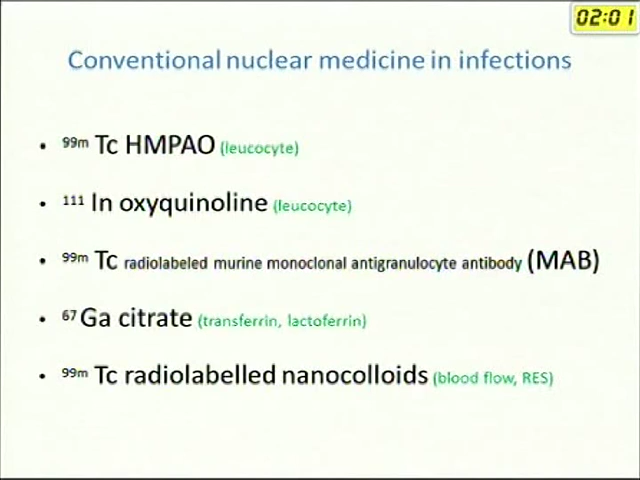 02:01
Conventional nuclear medicine in infections
• 99m Tc HMPAO (leucocyte)
• 111 In oxyquinoline (leucocyte)
• 99m Tc radiolabeled murine monoclonal antigranulocyte antibody (MAB)
• 67 Ga citrate (transferrin, lactoferrin)
• 99m Tc radiolabelled nanocolloids (blood flow, RES)